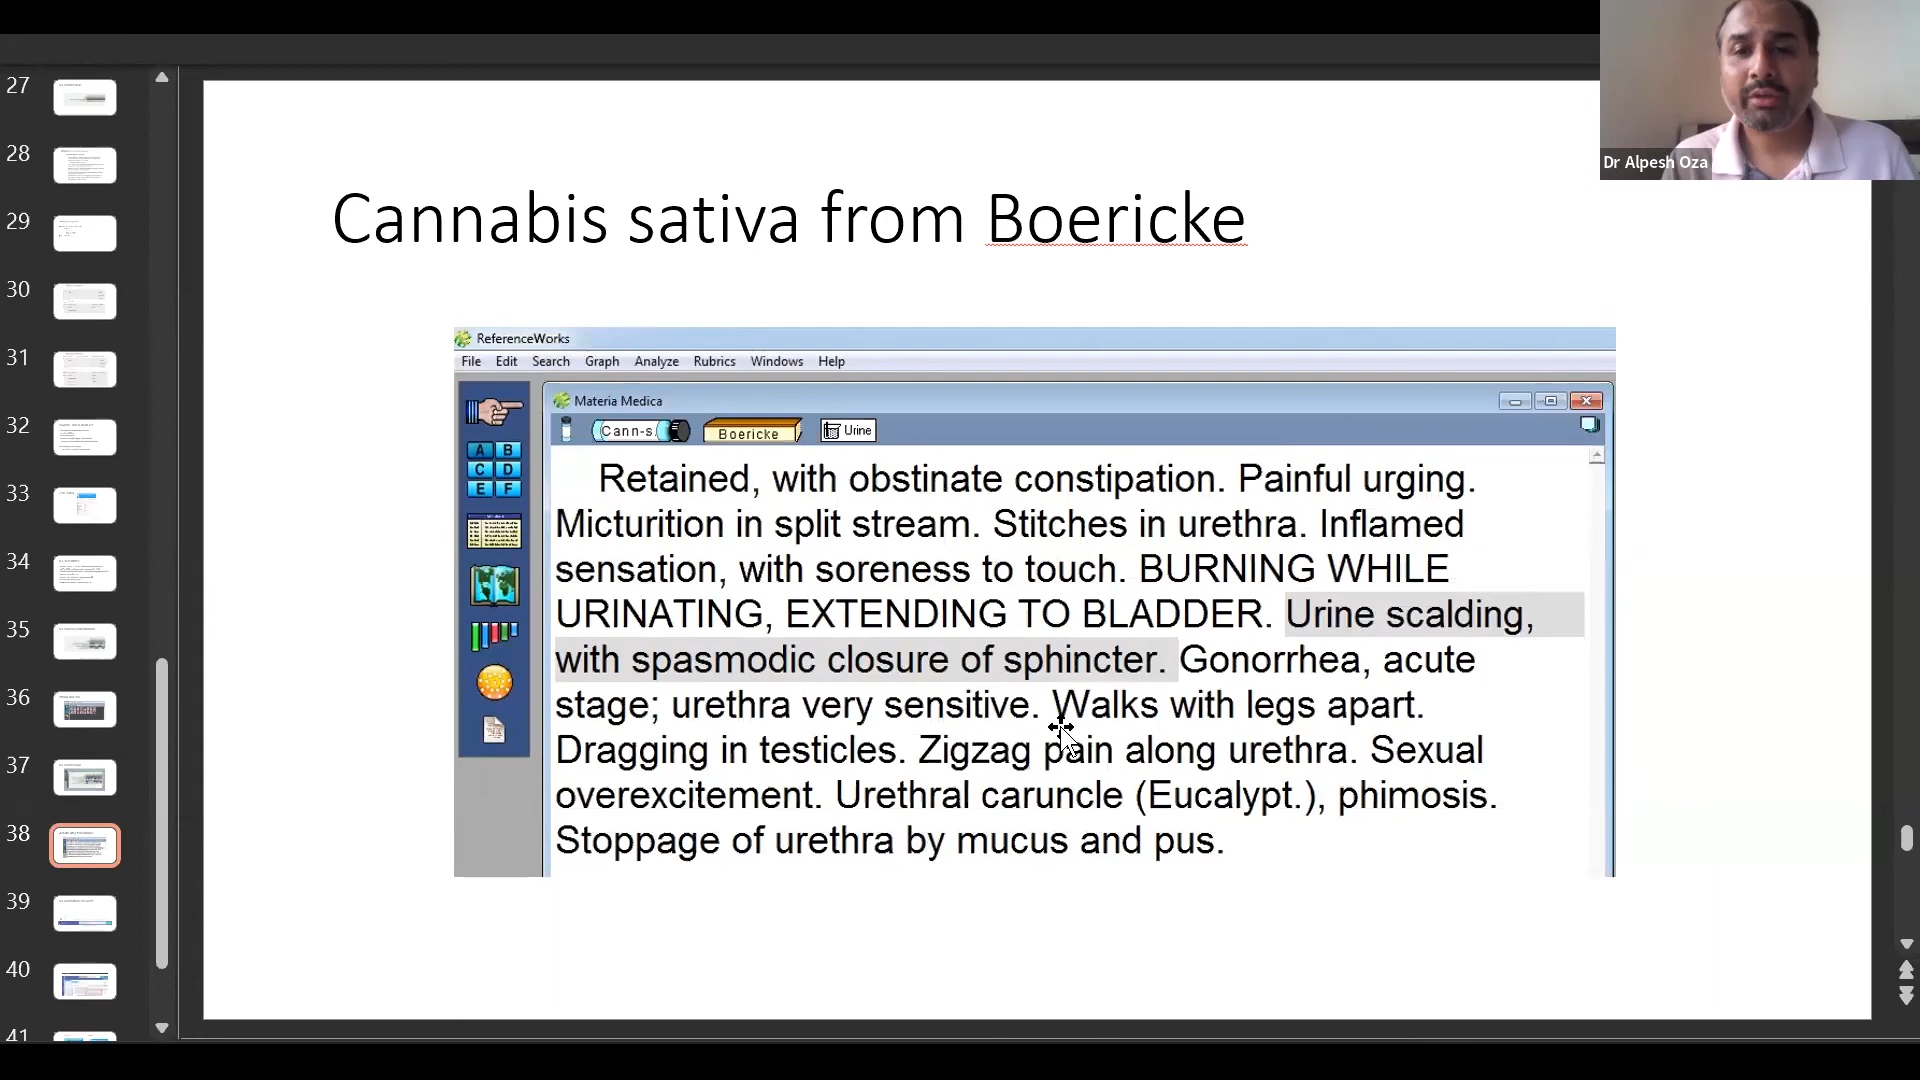 27
28
29
30
31
32
33
34
35
36
37
38
39
40
41
Dr Alpesh Oza
Cannabis sativa from Boericke
ReferenceWorks
File Edit Search Graph Analyze Rubrics Windows Help
Materia Medica
Cann-s. Boericke Urine
A B
C D
E F
Retained, with obstinate constipation. Painful urging.
Micturition in split stream. Stitches in urethra. Inflamed
sensation, with soreness to touch. BURNING WHILE
URINATING, EXTENDING TO BLADDER. Urine scalding,
with spasmodic closure of sphincter. Gonorrhea, acute
stage; urethra very sensitive. Walks with legs apart.
Dragging in testicles. Zigzag pain along urethra. Sexual
overexcitement. Urethral caruncle (Eucalypt.), phimosis.
Stoppage of urethra by mucus and pus.